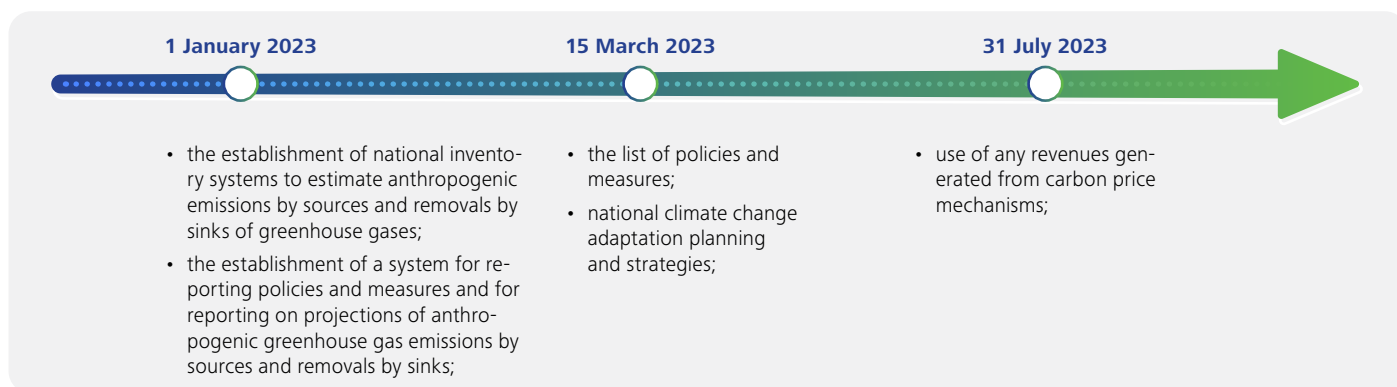 1 January 2023
15 March 2023
31 July 2023
• the establishment of national invento-
ry systems to estimate anthropogenic
emissions by sources and removals by
sinks of greenhouse gases;
• the establishment of a system for re-
porting policies and measures and for
reporting on projections of anthro-
pogenic greenhouse gas emissions by
sources and removals by sinks;
• the list of policies and
measures;
• national climate change
adaptation planning
and strategies;
• use of any revenues gen-
erated from carbon price
mechanisms;